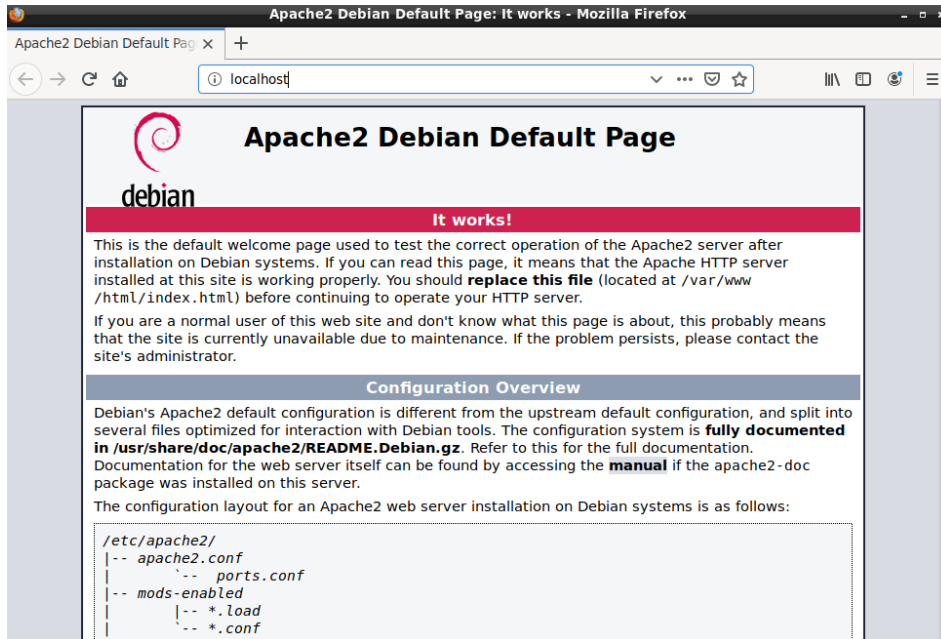 Apache2 Debian Default Page: It works - Mozilla Firefox
Apache2 Debian Default Pag
localhost
debian
Apache2 Debian Default Page
It works!
This is the default welcome page used to test the correct operation of the Apache2 server after
installation on Debian systems. If you can read this page, it means that the Apache HTTP server
installed at this site is working properly. You should replace this file (located at /var/www
/html/index.html) before continuing to operate your HTTP server.
If you are a normal user of this web site and don't know what this page is about, this probably means
that the site is currently unavailable due to maintenance. If the problem persists, please contact the
site's administrator.
Configuration Overview
Debian's Apache2 default configuration is different from the upstream default configuration, and split into
several files optimized for interaction with Debian tools. The configuration system is fully documented
in /usr/share/doc/apache2/README.Debian.gz. Refer to this for the full documentation.
Documentation for the web server itself can be found by accessing the manual if the apache2-doc
package was installed on this server.
The configuration layout for an Apache2 web server installation on Debian systems is as follows:
/etc/apache2/
|-- apache2.conf
|       `--  ports.conf
|-- mods-enabled
|       |-- *.load
|       `-- *.conf